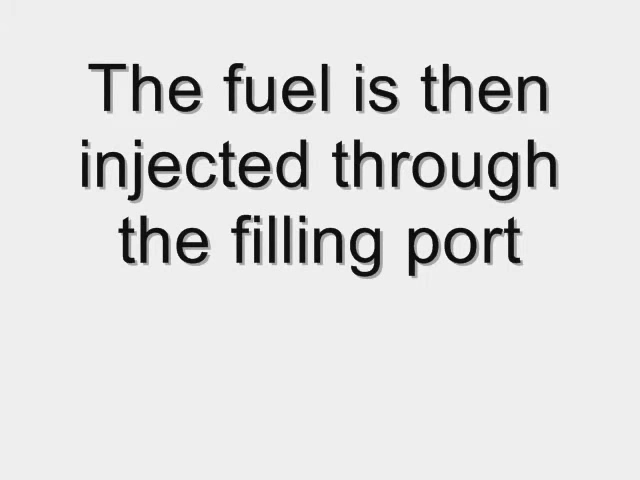 The fuel is then
injected through
the filling port